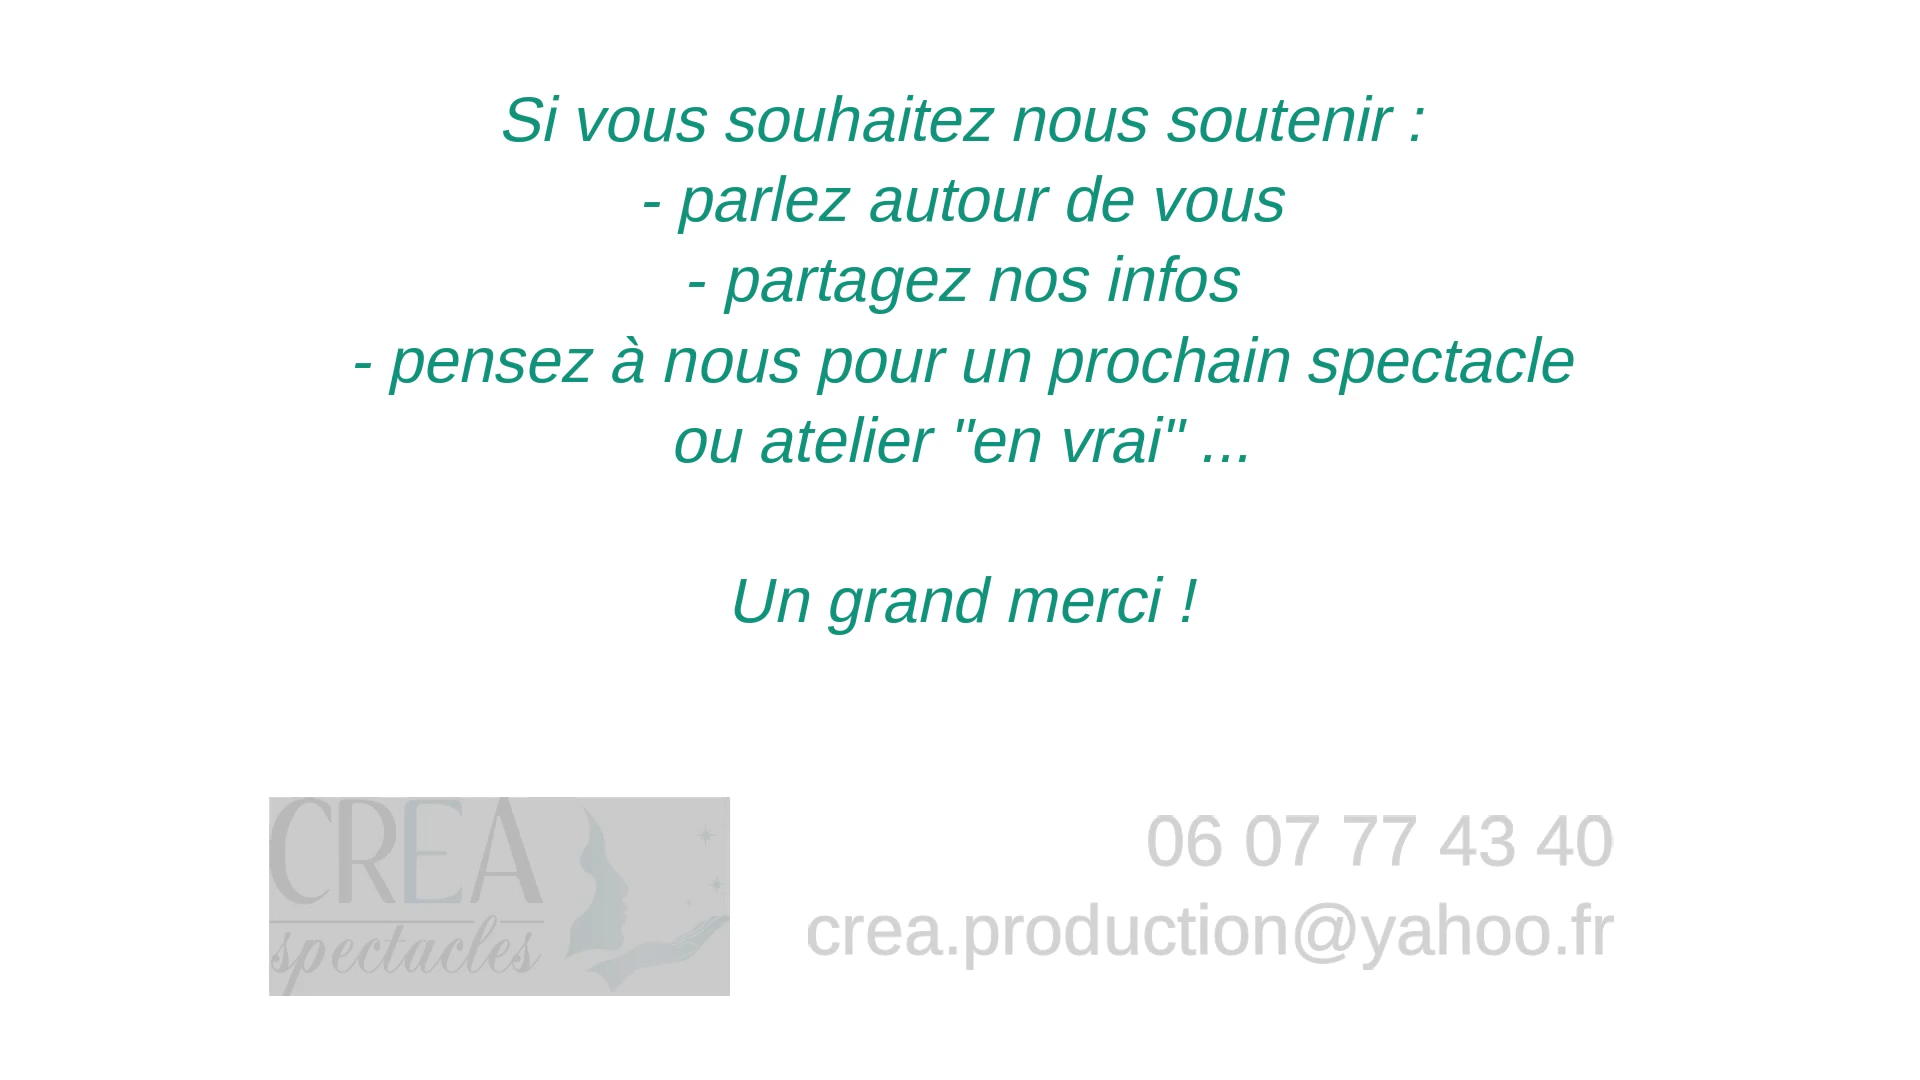 Si vous souhaitez nous soutenir :
- parlez autour de vous
- partagez nos infos
- pensez à nous pour un prochain spectacle
ou atelier "en vrai" ...
Un grand merci !
CREA
spectacles
06 07 77 43 40
crea.production@yahoo.fr